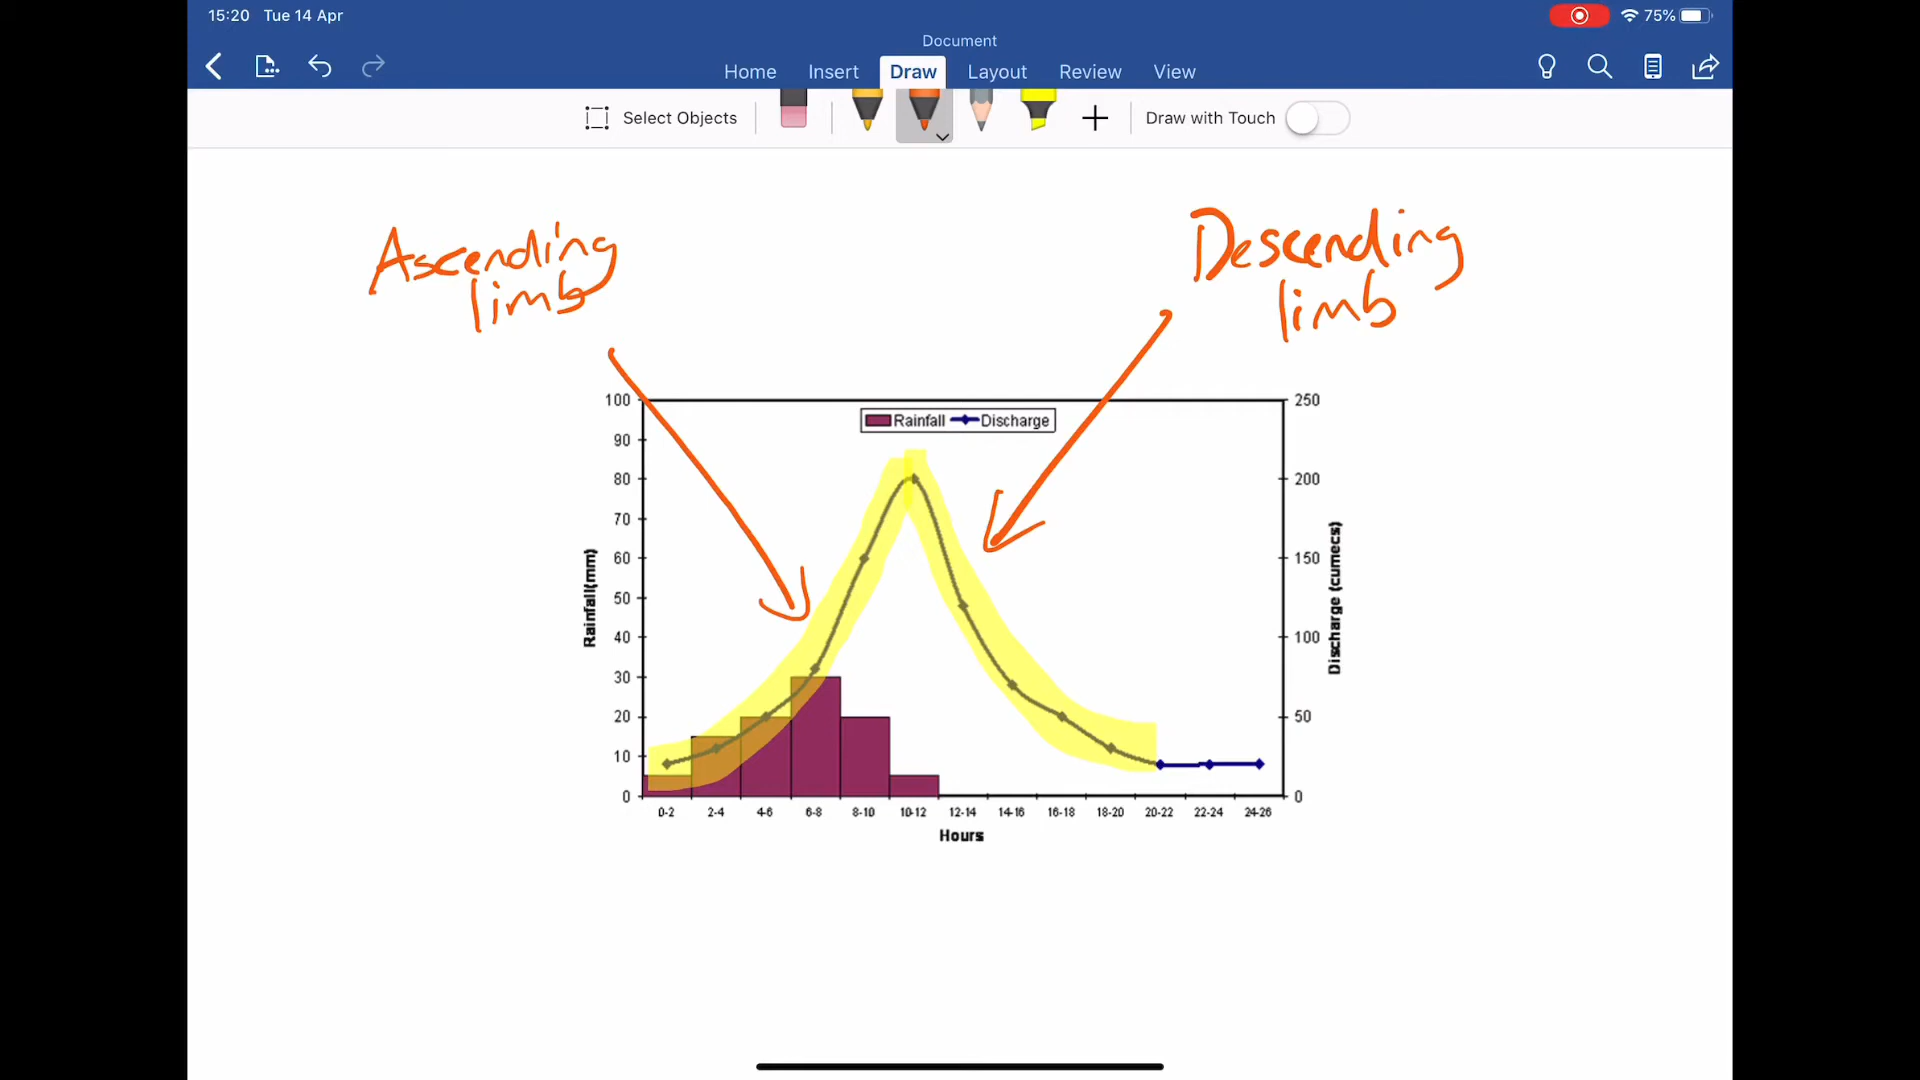 15:20 Tue 14 Apr
75%
Document
Home Insert Draw Layout Review View
Select Objects
Draw with Touch
Ascending
limb
Descending
limb
Rainfall Discharge
100
90
80
70
60
50
40
30
20
10
0
Rainfall(mm)
250
200
150
100
50
0
Discharge (cumecs)
0-2 2-4 4-6 6-8 8-10 10-12 12-14 14-16 16-18 18-20 20-22 22-24 24-26
Hours